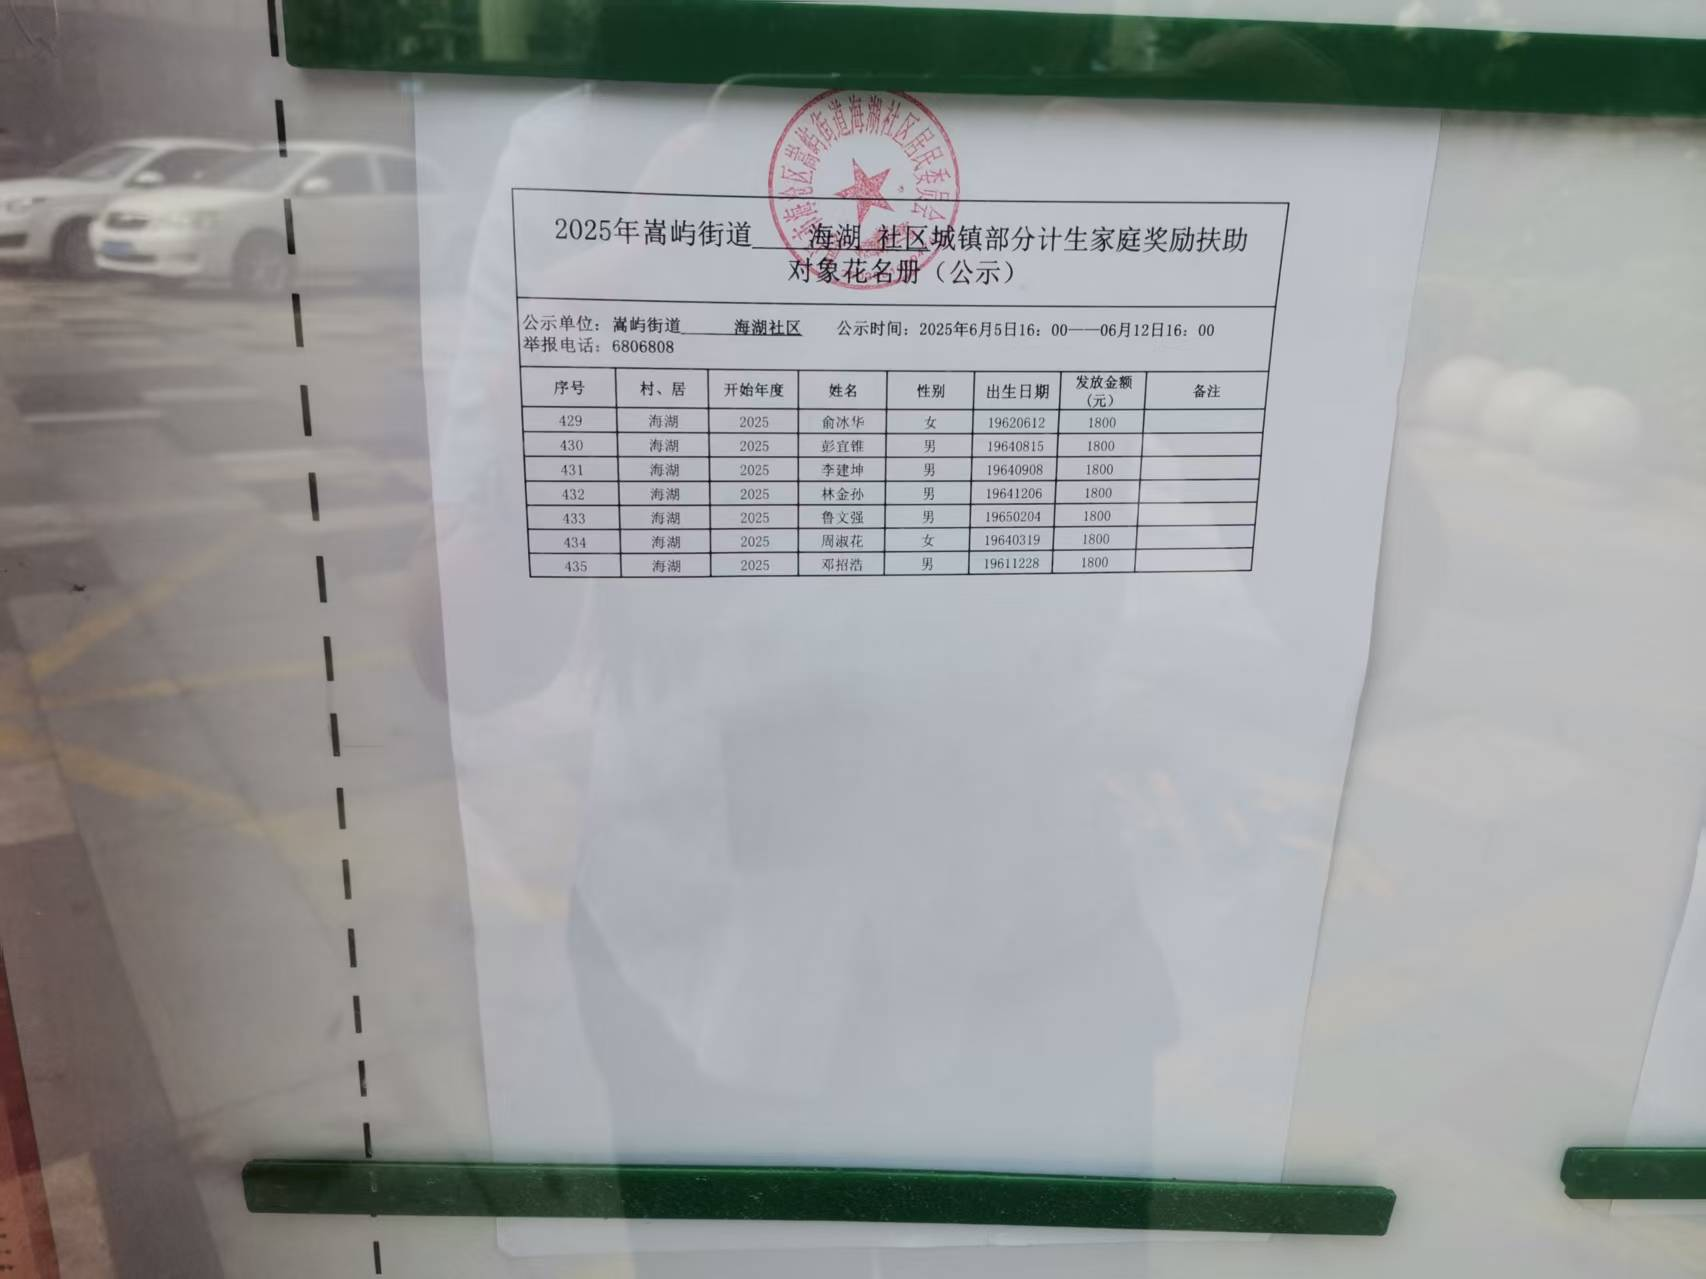 2025年嵩屿街道 海湖 社区城镇部分计生家庭奖励扶助
对象花名册（公示）
公示单位：嵩屿街道 海湖社区 公示时间：2025年6月5日16：00——06月12日16：00
举报电话：6806808
序号 村、居 开始年度 姓名 性别 出生日期 发放金额（元） 备注
429 海湖 2025 俞冰华 女 19620612 1800
430 海湖 2025 彭宜锥 男 19640815 1800
431 海湖 2025 李建坤 男 19640908 1800
432 海湖 2025 林金孙 男 19641206 1800
433 海湖 2025 鲁文强 男 19650204 1800
434 海湖 2025 周淑花 女 19640319 1800
435 海湖 2025 邓招浩 男 19611228 1800